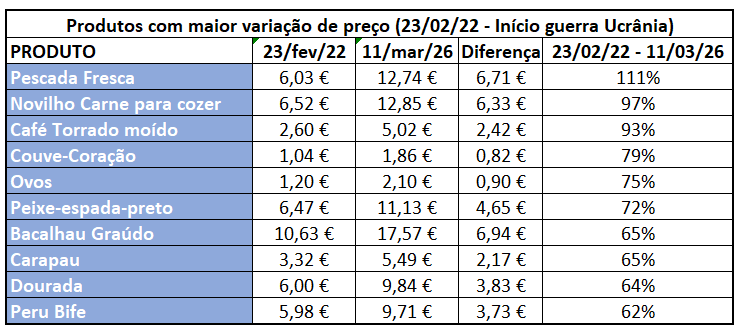 Produtos com maior variação de preço (23/02/22 - Início guerra Ucrânia)
PRODUTO 23/fev/22 11/mar/26 Diferença 23/02/22 - 11/03/26
Pescada Fresca 6,03 € 12,74 € 6,71 € 111%
Novilho Carne para cozer 6,52 € 12,85 € 6,33 € 97%
Café Torrado moído 2,60 € 5,02 € 2,42 € 93%
Couve-Coração 1,04 € 1,86 € 0,82 € 79%
Ovos 1,20 € 2,10 € 0,90 € 75%
Peixe-espada-preto 6,47 € 11,13 € 4,65 € 72%
Bacalhau Graúdo 10,63 € 17,57 € 6,94 € 65%
Carapau 3,32 € 5,49 € 2,17 € 65%
Dourada 6,00 € 9,84 € 3,83 € 64%
Peru Bife 5,98 € 9,71 € 3,73 € 62%